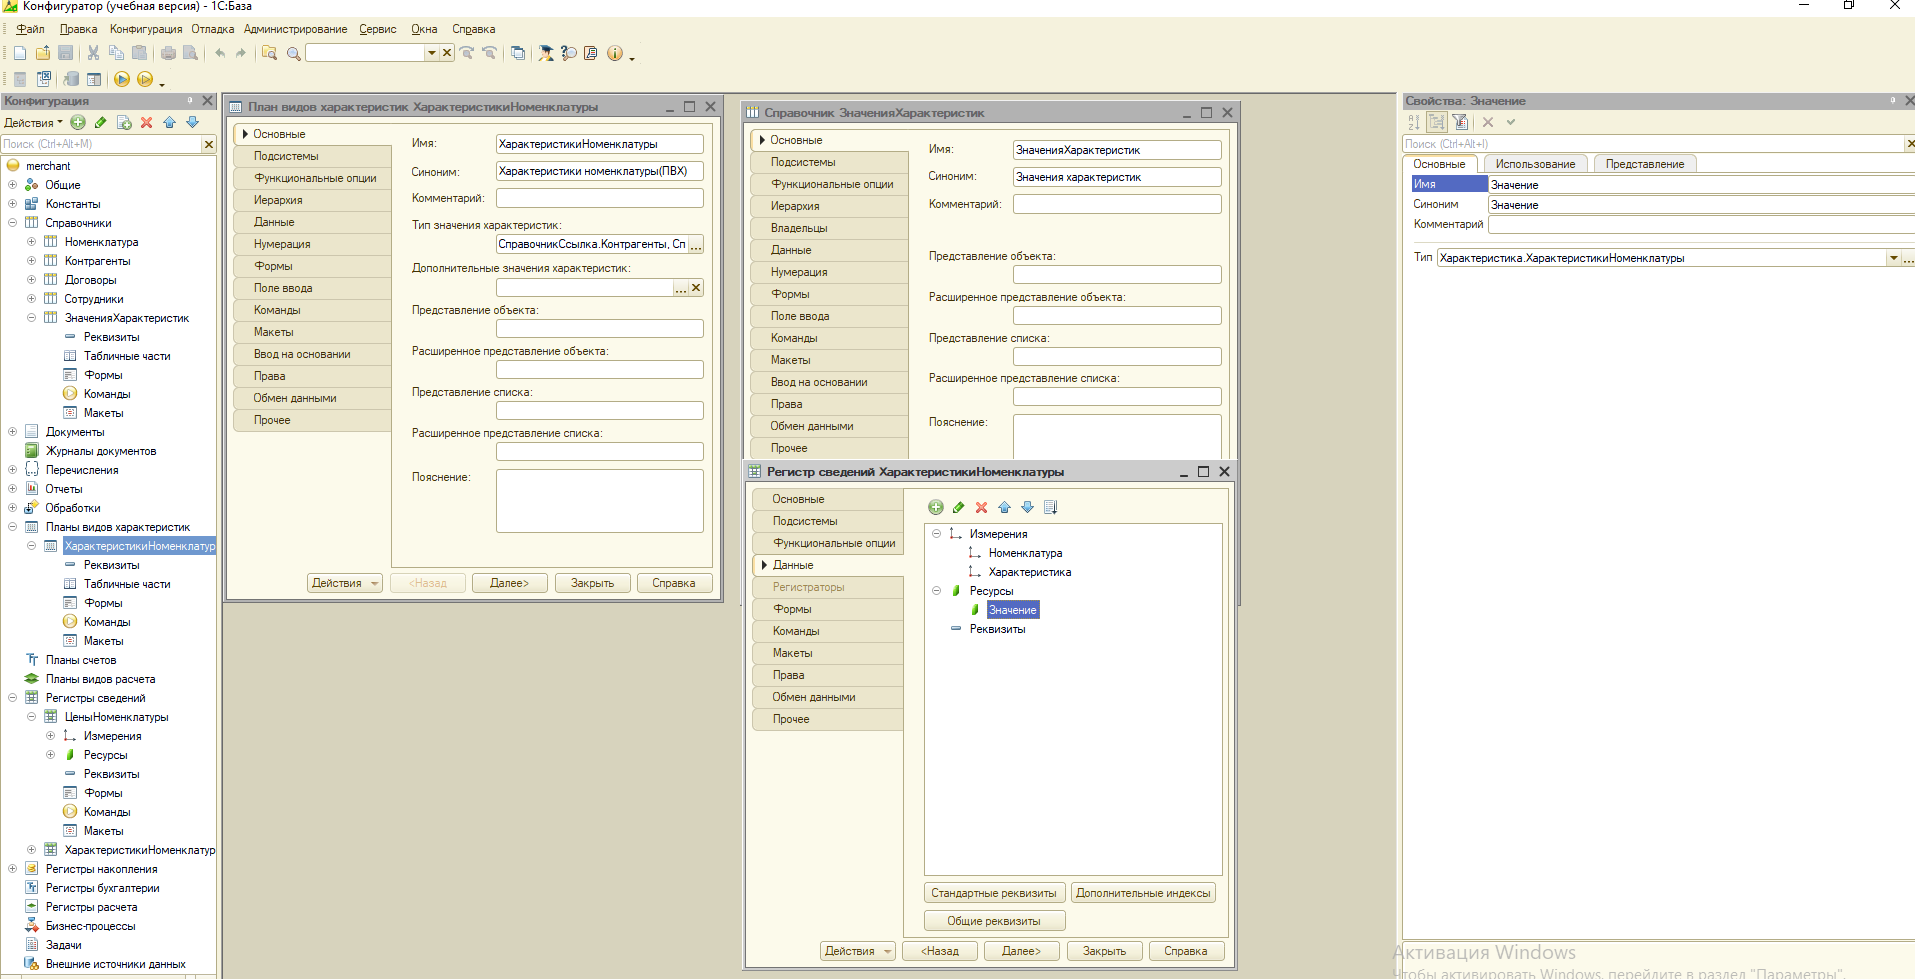 Конфигуратор (учебная версия) - 1С:База
Файл Правка Конфигурация Отладка Администрирование Сервис Окна Справка
Конфигурация
Действия
Поиск (Ctrl+Alt+M)
merchant
Общие
Константы
Справочники
Номенклатура
Контрагенты
Договоры
Сотрудники
ЗначенияХарактеристик
Реквизиты
Табличные части
Формы
Команды
Макеты
Документы
Журналы документов
Перечисления
Отчеты
Обработки
Планы видов характеристик
ХарактеристикиНоменклатур
Реквизиты
Табличные части
Формы
Команды
Макеты
Планы счетов
Планы видов расчета
Регистры сведений
ЦеныНоменклатуры
Измерения
Ресурсы
Реквизиты
Формы
Команды
Макеты
ХарактеристикиНоменклатур
Регистры накопления
Регистры бухгалтерии
Регистры расчета
Бизнес-процессы
Задачи
Внешние источники данных
План видов характеристик ХарактеристикиНоменклатуры
Основные
Подсистемы
Функциональные опции
Иерархия
Данные
Нумерация
Формы
Поле ввода
Команды
Макеты
Ввод на основании
Права
Обмен данными
Прочее
Имя: ХарактеристикиНоменклатуры
Синоним: Характеристики номенклатуры(ПВХ)
Комментарий:
Тип значения характеристик:
СправочникСсылка.Контрагенты, Сп ...
Дополнительные значения характеристик:
...
Представление объекта:
Расширенное представление объекта:
Представление списка:
Расширенное представление списка:
Пояснение:
Действия <Назад Далее> Закрыть Справка
Справочник ЗначенияХарактеристик
Основные
Подсистемы
Функциональные опции
Иерархия
Владельцы
Данные
Нумерация
Формы
Поле ввода
Команды
Макеты
Ввод на основании
Права
Обмен данными
Прочее
Имя: ЗначенияХарактеристик
Синоним: Значения характеристик
Комментарий:
Представление объекта:
Расширенное представление объекта:
Представление списка:
Расширенное представление списка:
Пояснение:
Регистр сведений ХарактеристикиНоменклатуры
Основные
Подсистемы
Функциональные опции
Данные
Регистраторы
Формы
Команды
Макеты
Права
Обмен данными
Прочее
Измерения
Номенклатура
Характеристика
Ресурсы
Значение
Реквизиты
Стандартные реквизиты Дополнительные индексы
Общие реквизиты
Действия <Назад Далее> Закрыть Справка
Свойства: Значение
Поиск (Ctrl+Alt+I)
Основные Использование Представление
Имя Значение
Синоним Значение
Комментарий
Тип Характеристика.ХарактеристикиНоменклатуры ...
Активация Windows
Чтобы активировать Windows, перейдите в раздел "Параметры".